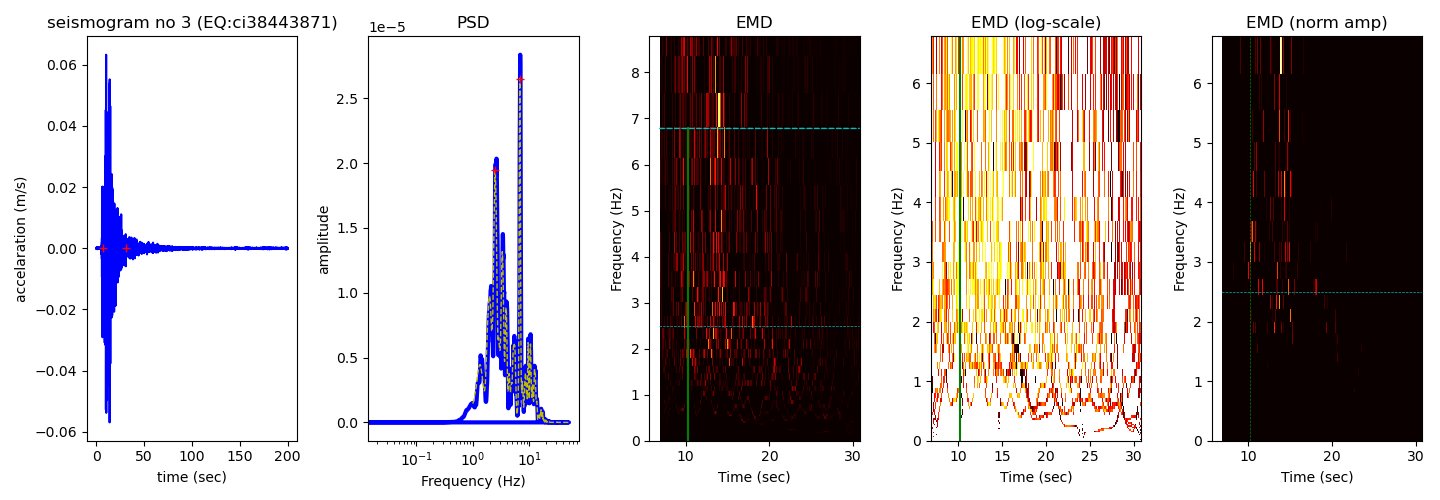 seismogram no 3 (EQ:ci38443871)
accelaration (m/s)
0.06
0.04
0.02
0.00
−0.02
−0.04
−0.06
0 50 100 150 200
time (sec)
PSD
1e−5
amplitude
2.5
2.0
1.5
1.0
0.5
0.0
10⁻¹ 10⁰ 10¹
Frequency (Hz)
EMD
Frequency (Hz)
8
7
6
5
4
3
2
1
0
10 20 30
Time (sec)
EMD (log-scale)
Frequency (Hz)
6
5
4
3
2
1
0
10 15 20 25 30
Time (sec)
EMD (norm amp)
Frequency (Hz)
6
5
4
3
2
1
0
10 20 30
Time (sec)